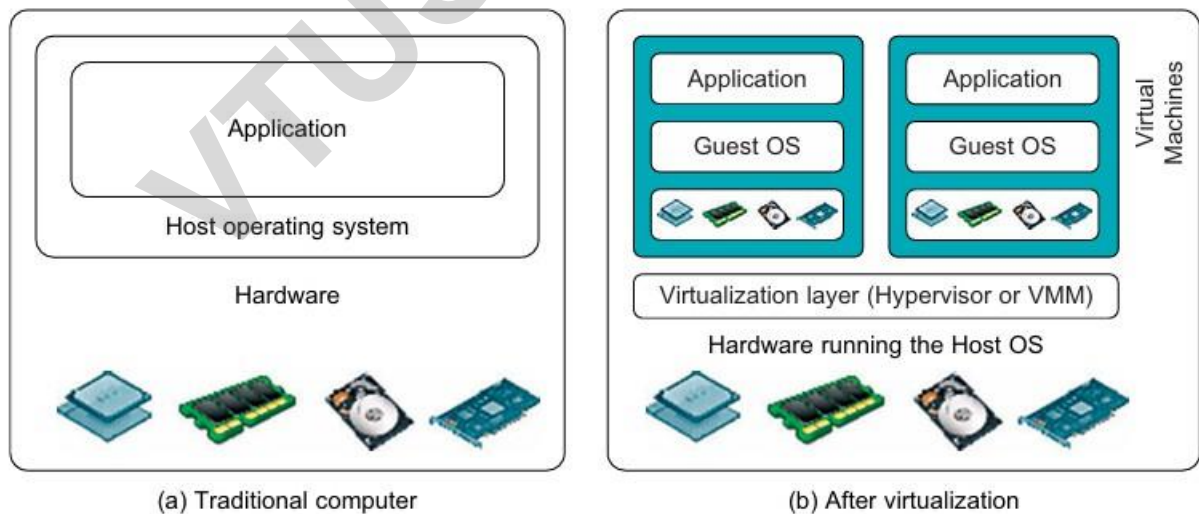 Application
Host operating system
Hardware
(a) Traditional computer
Application
Application
Guest OS
Guest OS
Virtual
Machines
Virtualization layer (Hypervisor or VMM)
Hardware running the Host OS
(b) After virtualization
VTUS